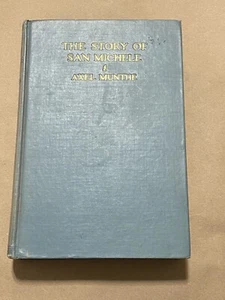 THE STORY OF
SAN MICHELE
AXEL MUNTHE